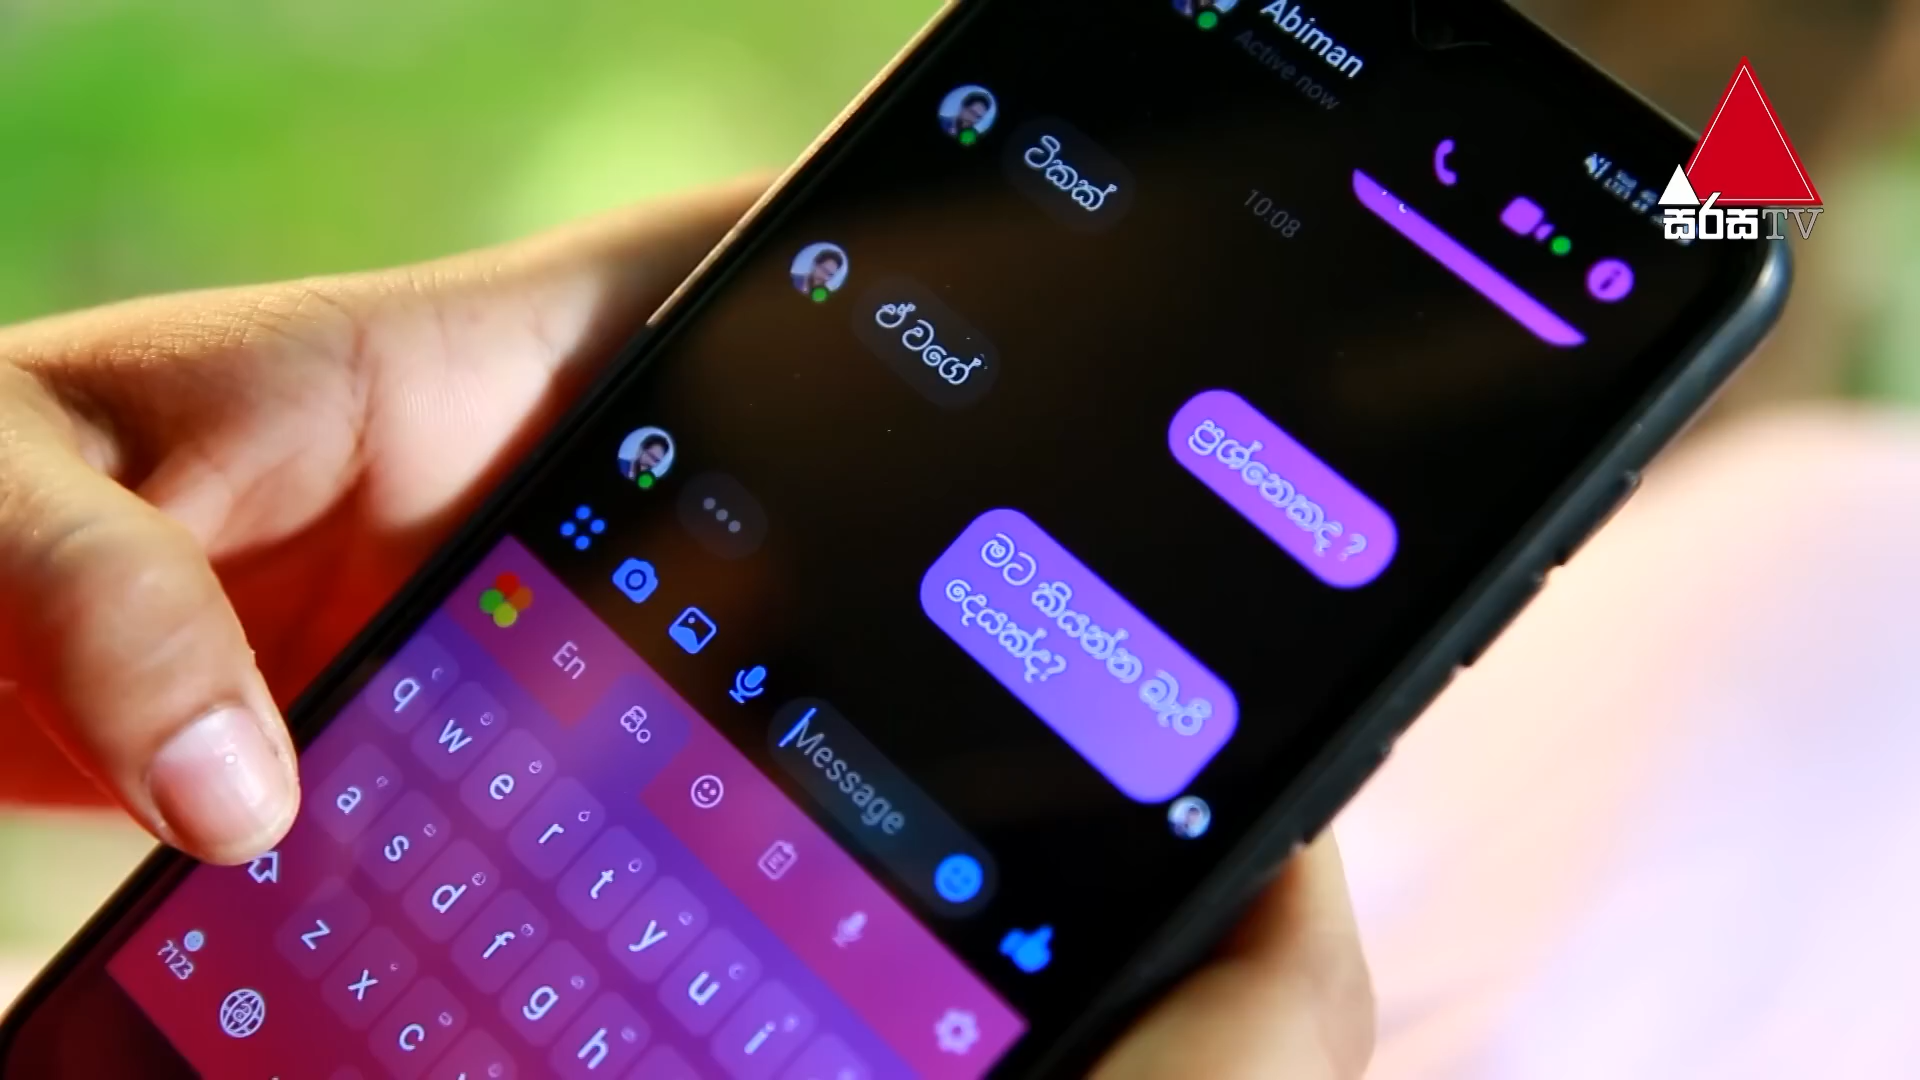 Abiman
Active now
ටිකක්
10:08
ඒ වගේ
ප්‍රශ්නෙකද ?
මට කියන්න බැරි
දෙයක්ද?
Message
En
සිං
q w e r t y u i
a s d f g h
z x c
?123
සිරස TV